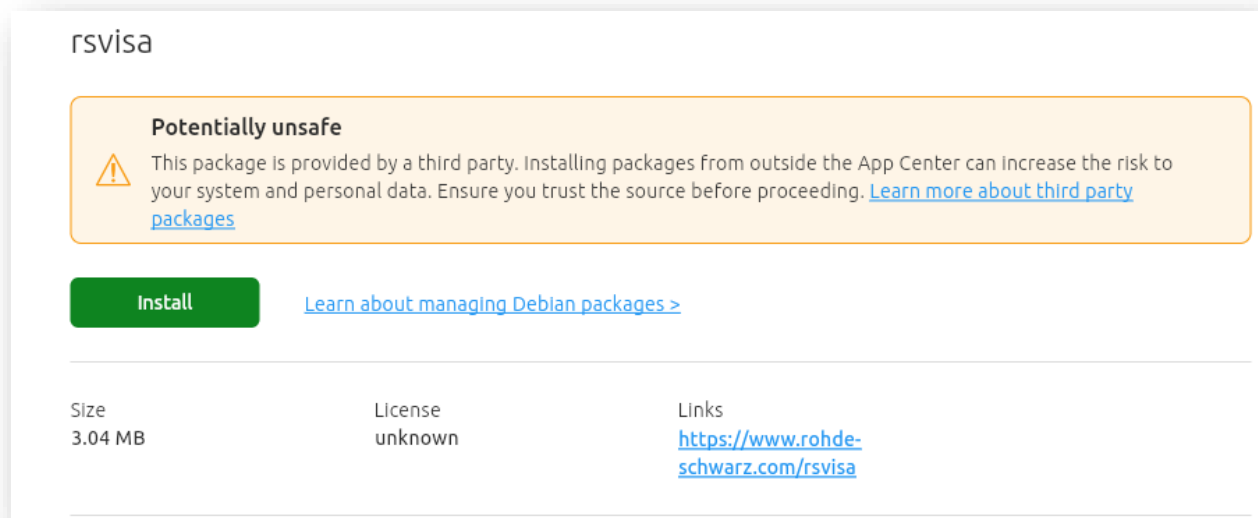 rsvisa
Potentially unsafe
This package is provided by a third party. Installing packages from outside the App Center can increase the risk to
your system and personal data. Ensure you trust the source before proceeding. Learn more about third party
packages
Install
Learn about managing Debian packages >
Size
License
Links
3.04 MB
unknown
https://www.rohde-
schwarz.com/rsvisa